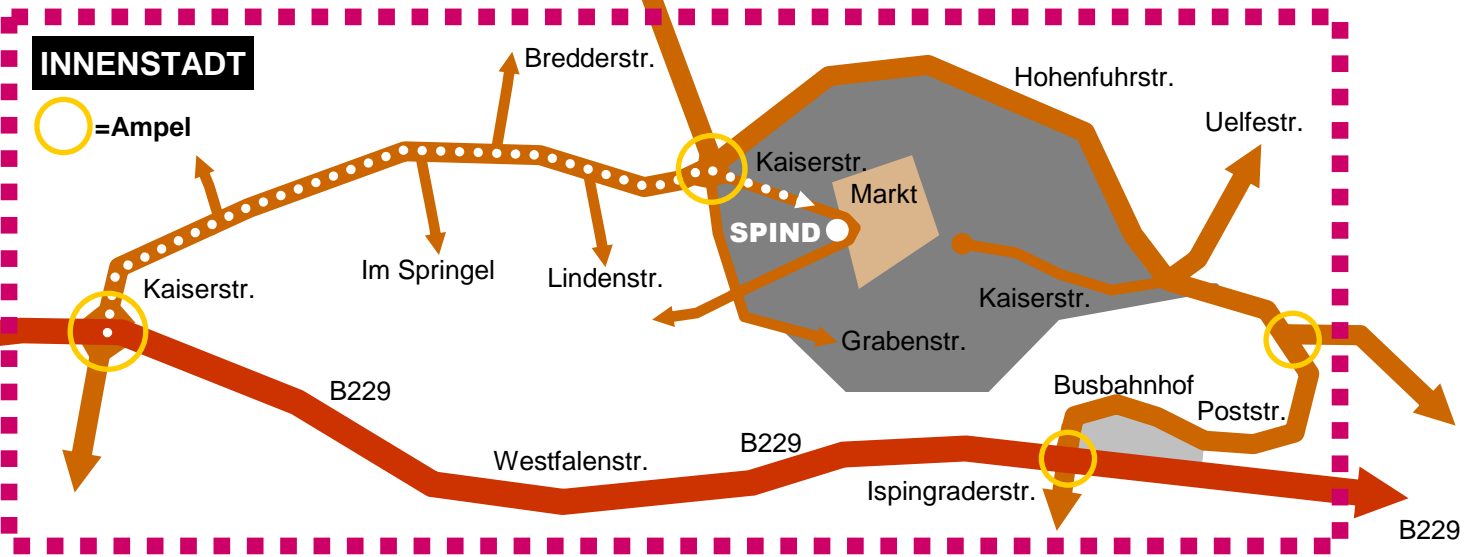 INNENSTADT
=Ampel
Bredderstr.
Hohenfuhrstr.
Uelfestr.
Kaiserstr.
Markt
SPIND
Im Springel
Lindenstr.
Kaiserstr.
Kaiserstr.
Grabenstr.
B229
Busbahnhof
Poststr.
B229
Westfalenstr.
Ispingraderstr.
B229